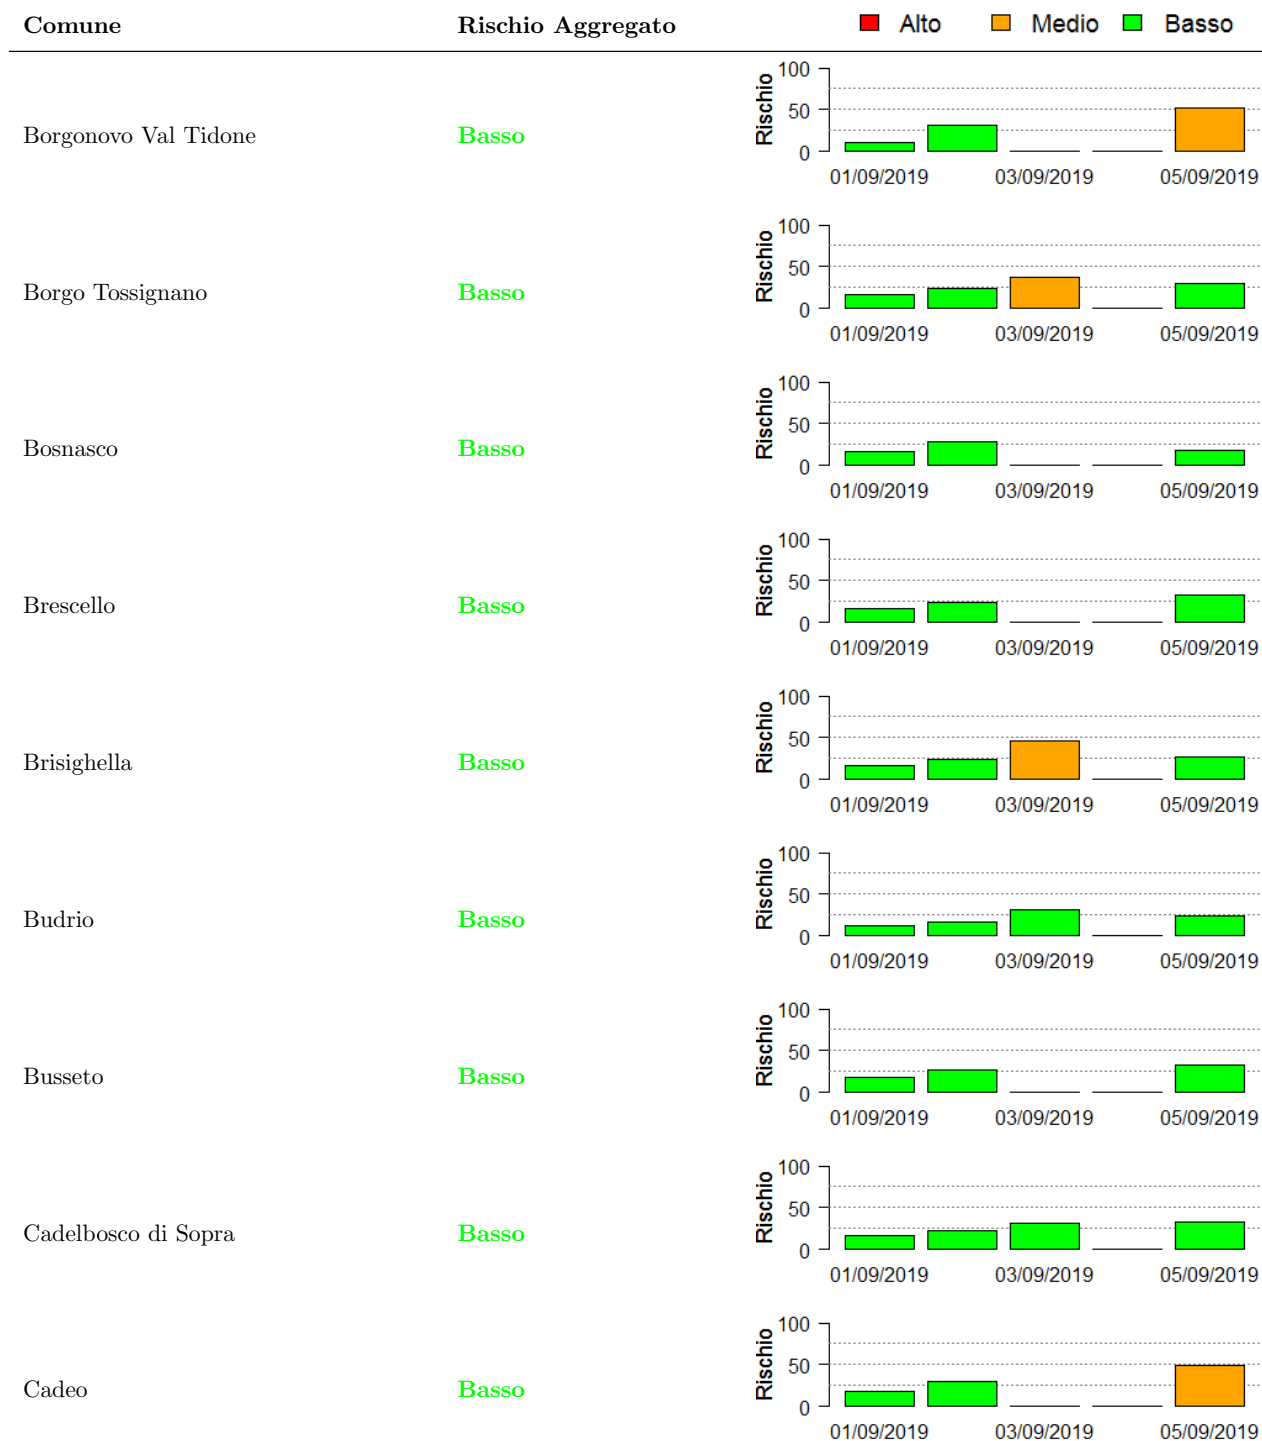 Comune Rischio Aggregato Alto Medio Basso
Borgonovo Val Tidone Basso Rischio 100 50 0
01/09/2019 03/09/2019 05/09/2019
Borgo Tossignano Basso Rischio 100 50 0
01/09/2019 03/09/2019 05/09/2019
Bosnasco Basso Rischio 100 50 0
01/09/2019 03/09/2019 05/09/2019
Brescello Basso Rischio 100 50 0
01/09/2019 03/09/2019 05/09/2019
Brisighella Basso Rischio 100 50 0
01/09/2019 03/09/2019 05/09/2019
Budrio Basso Rischio 100 50 0
01/09/2019 03/09/2019 05/09/2019
Busseto Basso Rischio 100 50 0
01/09/2019 03/09/2019 05/09/2019
Cadelbosco di Sopra Basso Rischio 100 50 0
01/09/2019 03/09/2019 05/09/2019
Cadeo Basso Rischio 100 50 0
01/09/2019 03/09/2019 05/09/2019